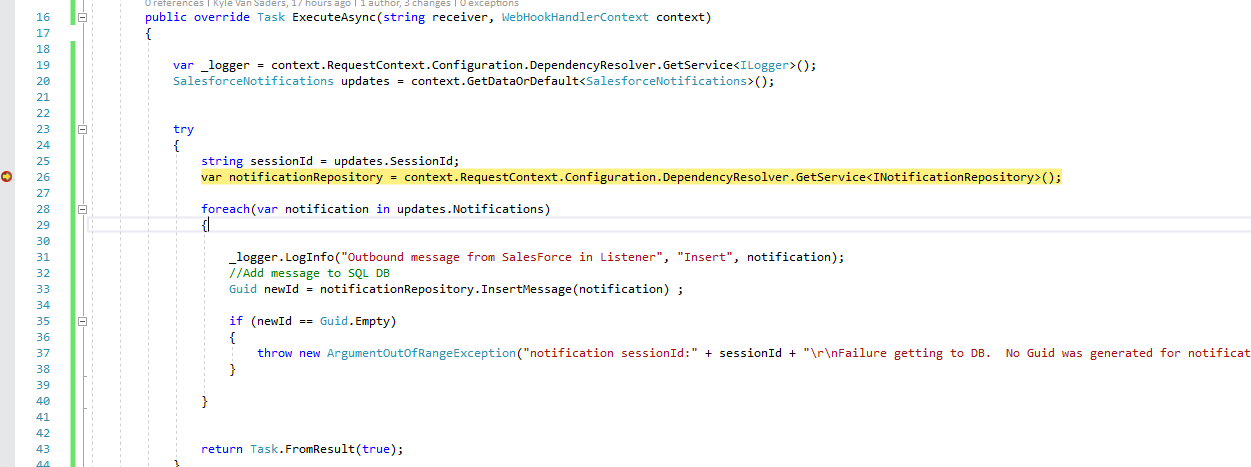 0 references | Kyle Van Saders, 17 hours ago | 1 author, 3 changes | 0 exceptions
16 public override Task ExecuteAsync(string receiver, WebHookHandlerContext context)
17 {
18
19 var _logger = context.RequestContext.Configuration.DependencyResolver.GetService<ILogger>();
20 SalesforceNotifications updates = context.GetDataOrDefault<SalesforceNotifications>();
21
22
23 try
24 {
25 string sessionId = updates.SessionId;
26 var notificationRepository = context.RequestContext.Configuration.DependencyResolver.GetService<INotificationRepository>();
27
28 foreach(var notification in updates.Notifications)
29 {
30
31 _logger.LogInfo("Outbound message from SalesForce in Listener", "Insert", notification);
32 //Add message to SQL DB
33 Guid newId = notificationRepository.InsertMessage(notification) ;
34
35 if (newId == Guid.Empty)
36 {
37 throw new ArgumentOutOfRangeException("notification sessionId:" + sessionId + "\r\nFailure getting to DB.  No Guid was generated for notificat
38 }
39
40 }
41
42
43 return Task.FromResult(true);
44 }